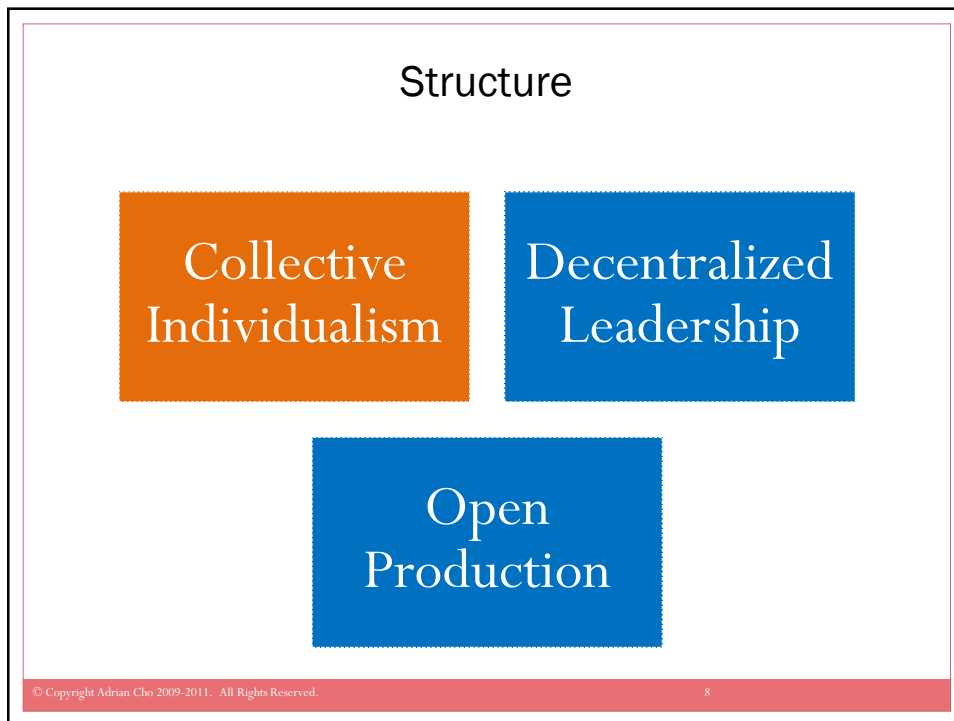 Structure
Collective
Individualism
Decentralized
Leadership
Open
Production
© Copyright Adrian Cho 2009-2011. All Rights Reserved.
8